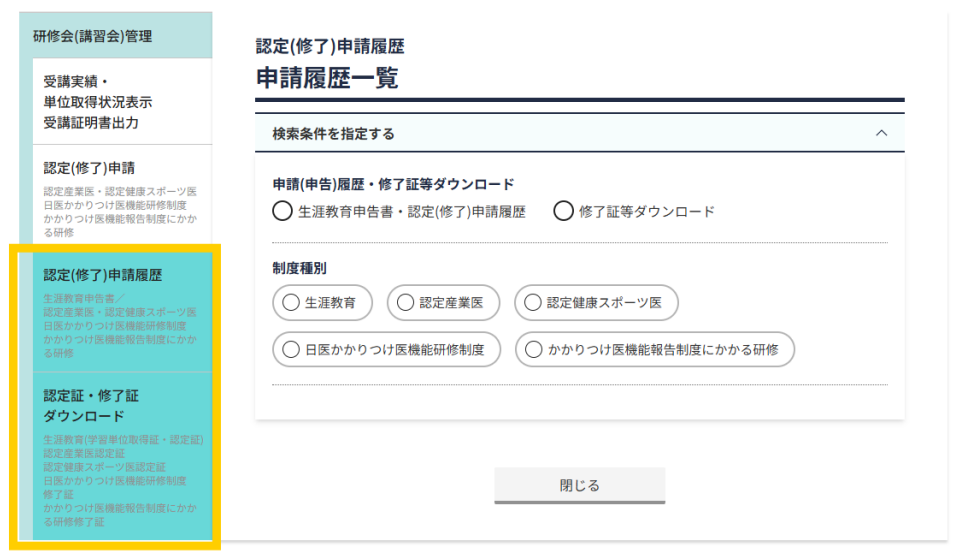 研修会(講習会)管理
受講実績・
単位取得状況表示
受講証明書出力
認定(修了)申請
認定産業医・認定健康スポーツ医
日医かかりつけ医機能研修制度
かかりつけ医機能報告制度にかか
る研修
認定(修了)申請履歴
生涯教育申告書／
認定産業医・認定健康スポーツ医
日医かかりつけ医機能研修制度
かかりつけ医機能報告制度にかか
る研修
認定証・修了証
ダウンロード
生涯教育(学習単位取得証・認定証)
認定産業医認定証
認定健康スポーツ医認定証
日医かかりつけ医機能研修制度
修了証
かかりつけ医機能報告制度にかか
る研修修了証
認定(修了)申請履歴
申請履歴一覧
検索条件を指定する
申請(申告)履歴・修了証等ダウンロード
生涯教育申告書・認定(修了)申請履歴 修了証等ダウンロード
制度種別
生涯教育 認定産業医 認定健康スポーツ医
日医かかりつけ医機能研修制度 かかりつけ医機能報告制度にかかる研修
閉じる